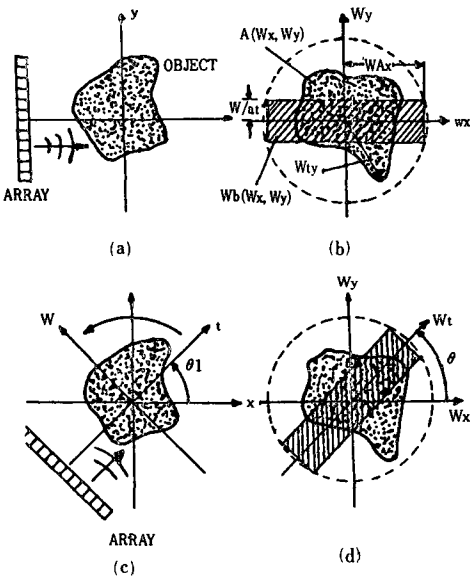 y
OBJECT
ARRAY
(a)
Wy
A(Wx, Wy)
WAx
W/at
wx
Wty
Wb(Wx, Wy)
(b)
W
t
θ1
x
ARRAY
(c)
Wy
Wt
θ
Wx
(d)